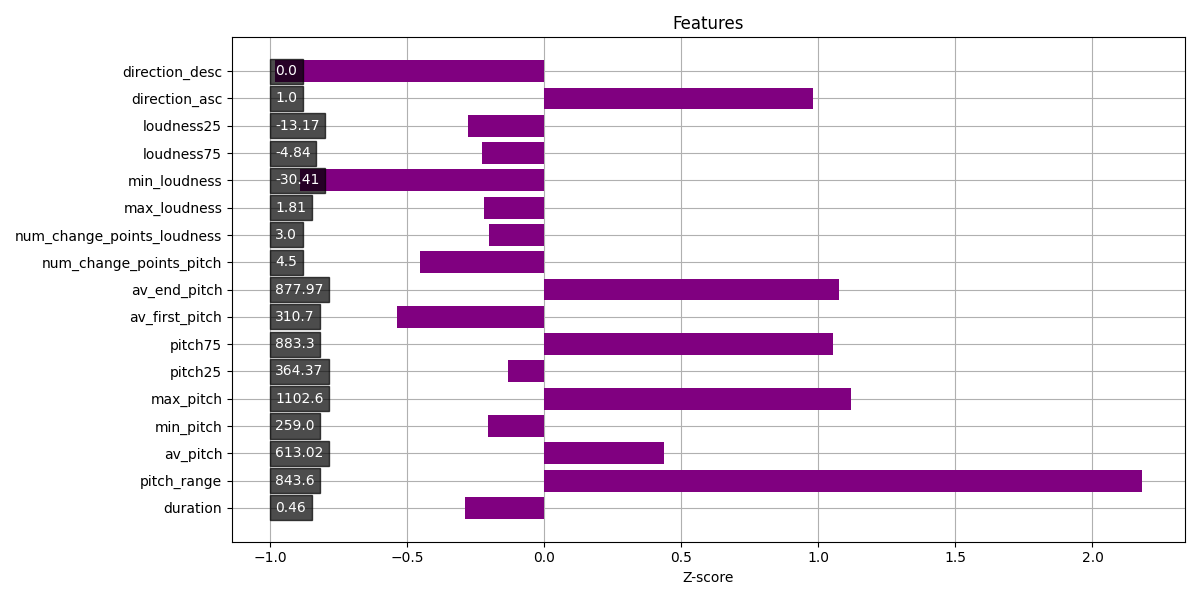 Features
direction_desc 0.0
direction_asc 1.0
loudness25 -13.17
loudness75 -4.84
min_loudness -30.41
max_loudness 1.81
num_change_points_loudness 3.0
num_change_points_pitch 4.5
av_end_pitch 877.97
av_first_pitch 310.7
pitch75 883.3
pitch25 364.37
max_pitch 1102.6
min_pitch 259.0
av_pitch 613.02
pitch_range 843.6
duration 0.46
−1.0 −0.5 0.0 0.5 1.0 1.5 2.0
Z-score